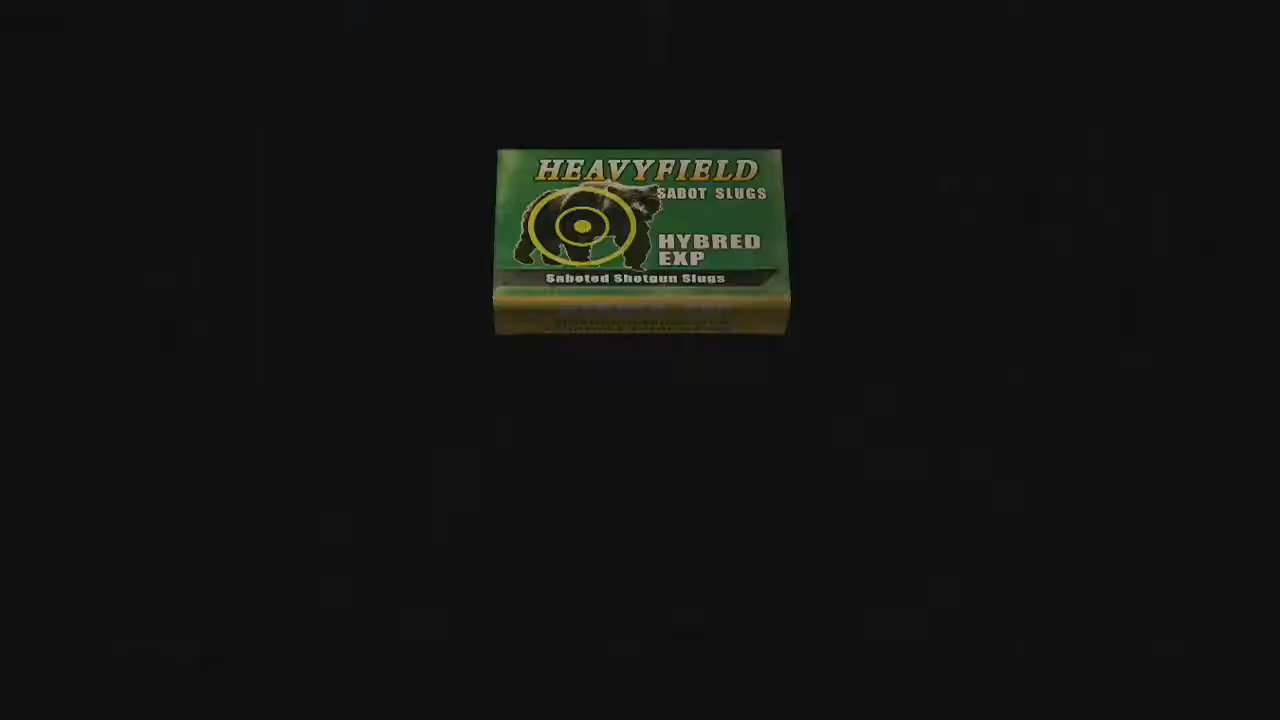 HEAVYFIELD
SABOT SLUGS
HYBRED
EXP
Saboted Shotgun Slugs